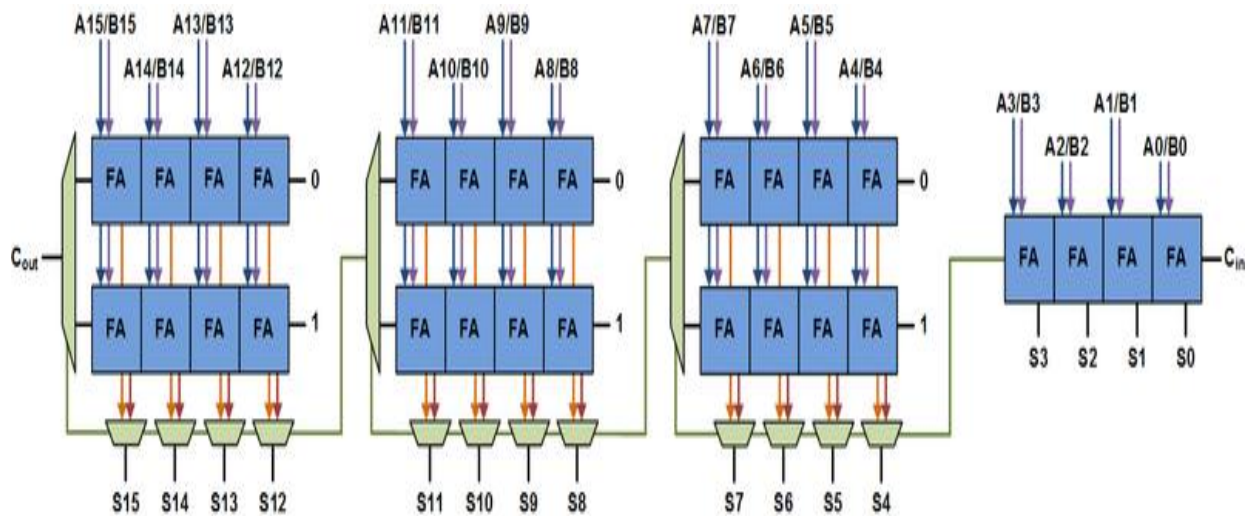 A15/B15 A13/B13 A11/B11 A9/B9 A7/B7 A5/B5
A14/B14 A12/B12 A10/B10 A8/B8 A6/B6 A4/B4
A3/B3 A1/B1
A2/B2 A0/B0
FA FA FA FA 0 FA FA FA FA 0 FA FA FA FA 0
Cout FA FA FA FA Cin
FA FA FA FA 1 FA FA FA FA 1 FA FA FA FA 1
S3 S2 S1 S0
S15 S14 S13 S12 S11 S10 S9 S8 S7 S6 S5 S4